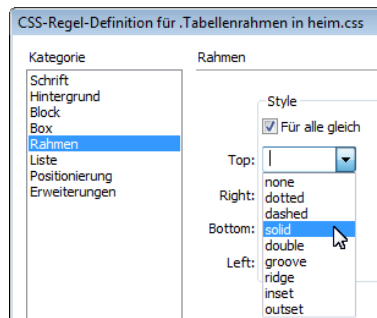 CSS-Regel-Definition für .Tabellenrahmen in heim.css
Kategorie
Rahmen
Schrift
Hintergrund
Block
Box
Rahmen
Liste
Positionierung
Erweiterungen
Style
Für alle gleich
Top:
Right:
Bottom:
Left:
none
dotted
dashed
solid
double
groove
ridge
inset
outset